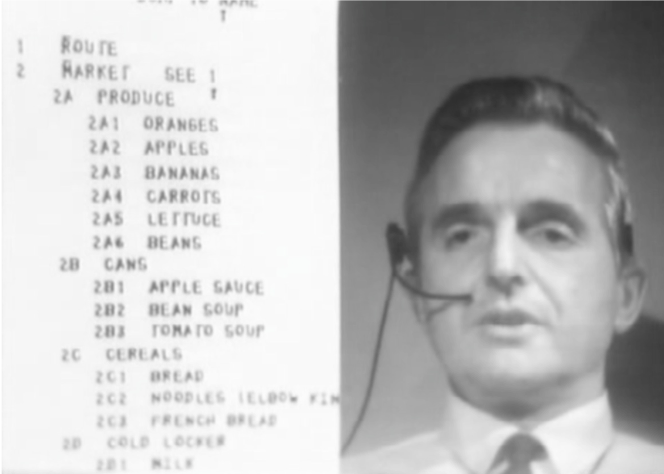 1 ROUTE
2 MARKET SEE 1
2A PRODUCE
2A1 ORANGES
2A2 APPLES
2A3 BANANAS
2A4 CARROTS
2A5 LETTUCE
2A6 BEANS
2B CANS
2B1 APPLE SAUCE
2B2 BEAN SOUP
2B3 TOMATO SOUP
2C CEREALS
2C1 BREAD
2C2 NOODLES (ELBOW KIN
2C3 FRENCH BREAD
2D COLD LOCKER
2D1 MILK